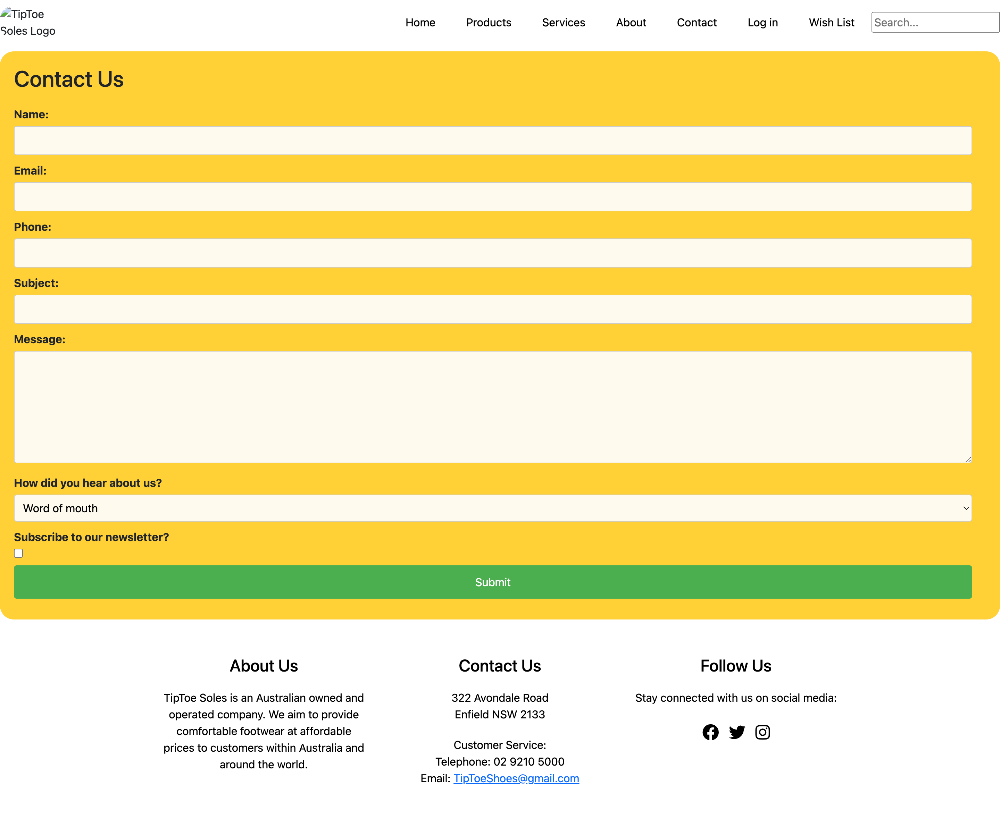 TipToe
Soles Logo
Home Products Services About Contact Log in Wish List Search...
Contact Us
Name:
Email:
Phone:
Subject:
Message:
How did you hear about us?
Word of mouth
Subscribe to our newsletter?
Submit
About Us
TipToe Soles is an Australian owned and
operated company. We aim to provide
comfortable footwear at affordable
prices to customers within Australia and
around the world.
Contact Us
322 Avondale Road
Enfield NSW 2133
Customer Service:
Telephone: 02 9210 5000
Email: TipToeShoes@gmail.com
Follow Us
Stay connected with us on social media: